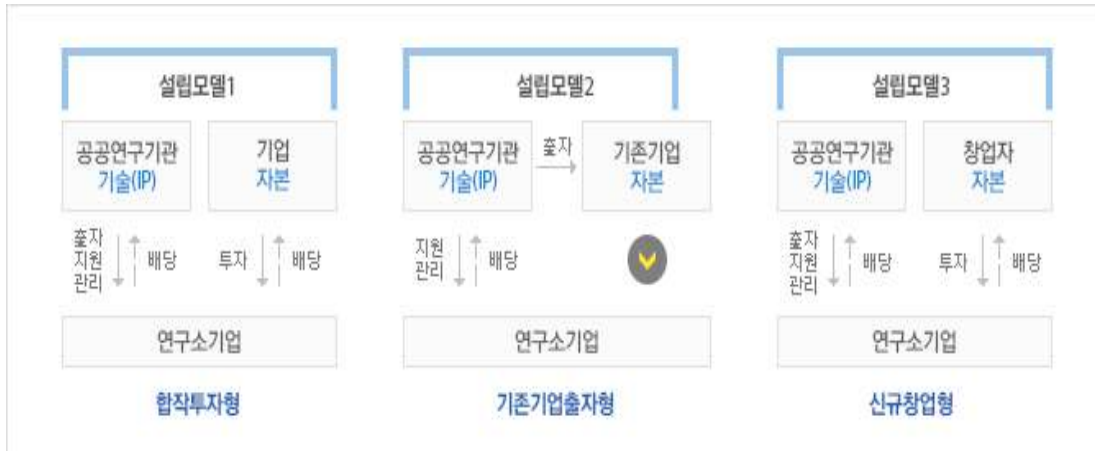 설립모델1
공공연구기관
기술(IP)
기업
자본
출자
지원
관리
배당
투자
배당
연구소기업
합작투자형
설립모델2
공공연구기관
기술(IP)
출자
기존기업
자본
지원
관리
배당
연구소기업
기존기업출자형
설립모델3
공공연구기관
기술(IP)
창업자
자본
출자
지원
관리
배당
투자
배당
연구소기업
신규창업형